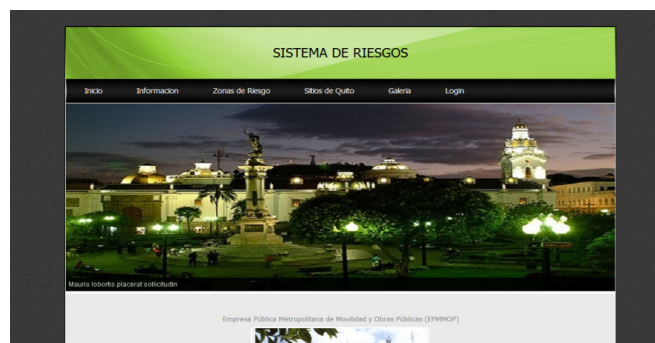 SISTEMA DE RIESGOS
Inicio Informacion Zonas de Riesgo Sitios de Quito Galeria Login
Mauris lobortis placerat sollicitudin
Empresa Pública Metropolitana de Movilidad y Obras Públicas (EPMMOP)